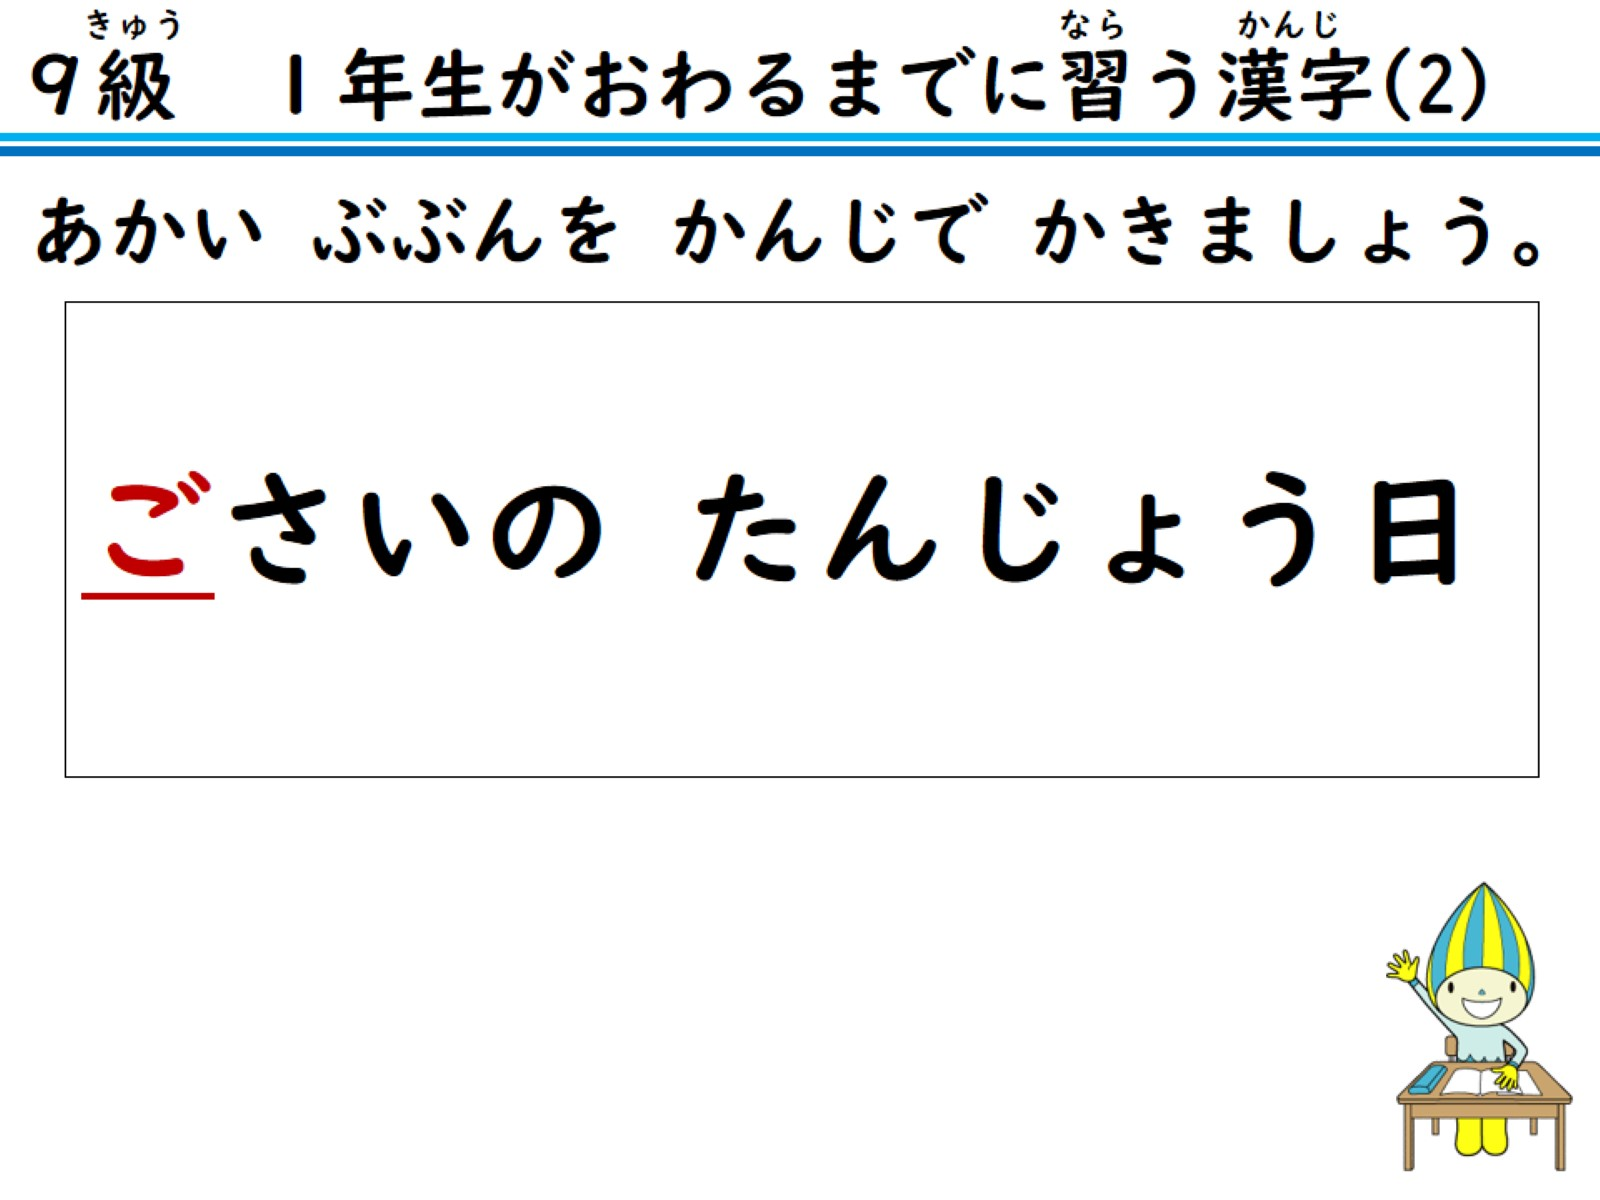 きゅう なら かんじ
9級 1年生がおわるまでに習う漢字(2)
あかい ぶぶんを かんじで かきましょう。
ごさいの たんじょう日